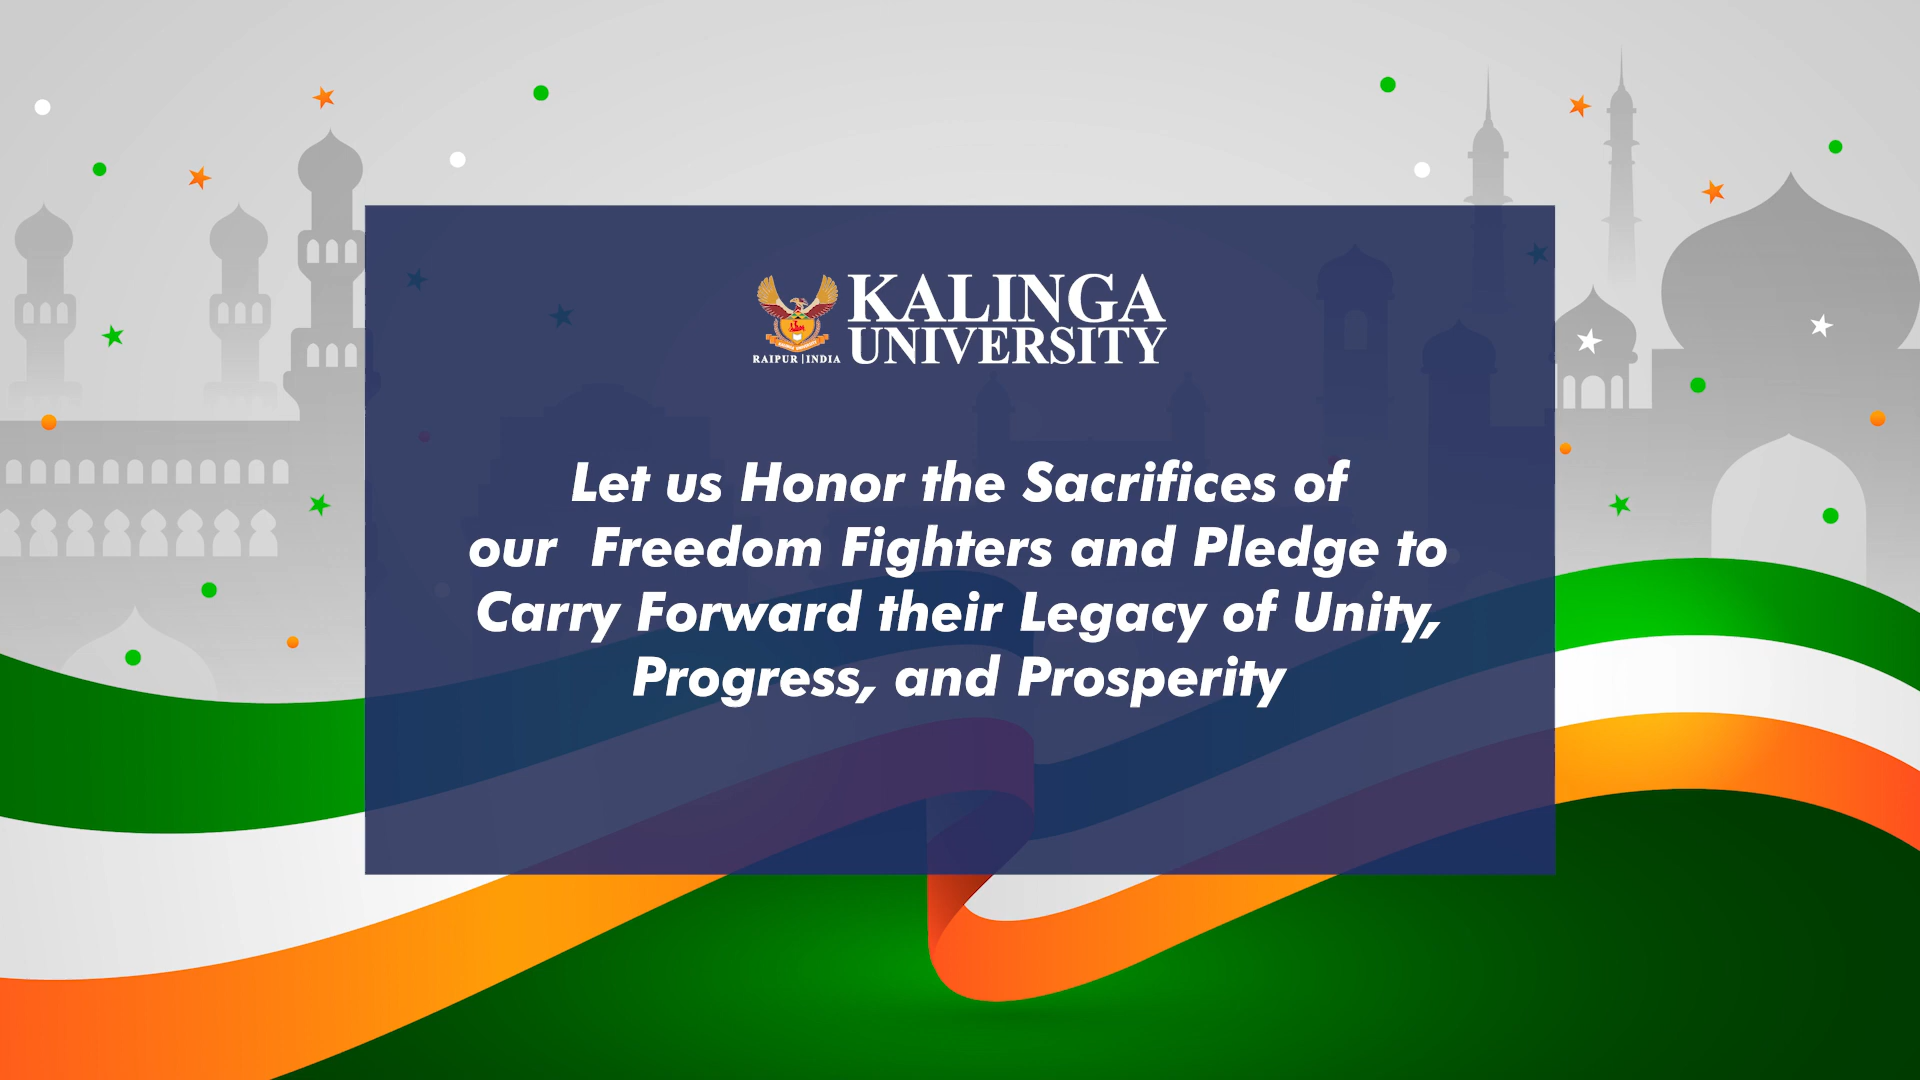 KALINGA
UNIVERSITY
RAIPUR | INDIA
Let us Honor the Sacrifices of
our  Freedom Fighters and Pledge to
Carry Forward their Legacy of Unity,
Progress, and Prosperity